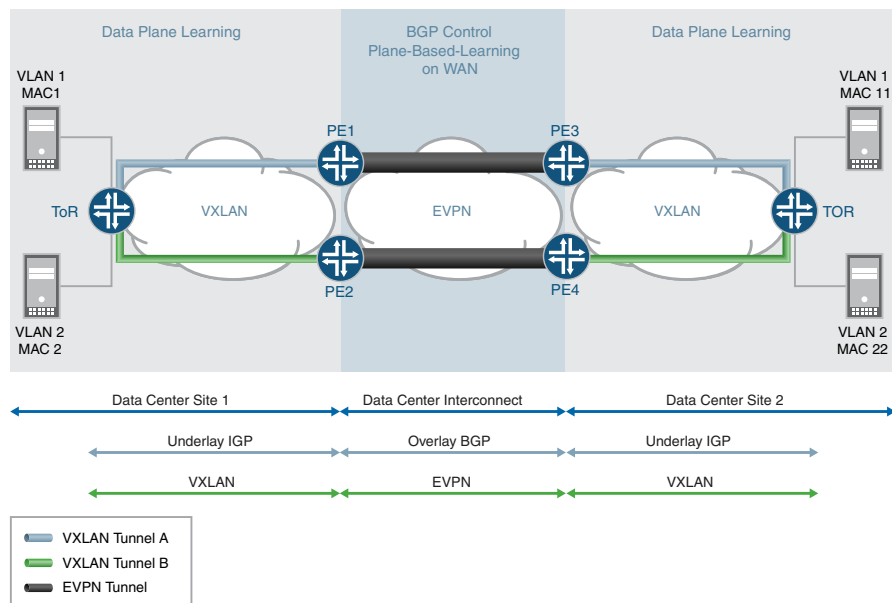 Data Plane Learning
BGP Control
Plane-Based-Learning
on WAN
Data Plane Learning
VLAN 1
MAC1
VLAN 1
MAC 11
PE1
PE3
ToR
VXLAN
EVPN
VXLAN
TOR
PE2
PE4
VLAN 2
MAC 2
VLAN 2
MAC 22
Data Center Site 1
Data Center Interconnect
Data Center Site 2
Underlay IGP
Overlay BGP
Underlay IGP
VXLAN
EVPN
VXLAN
VXLAN Tunnel A
VXLAN Tunnel B
EVPN Tunnel